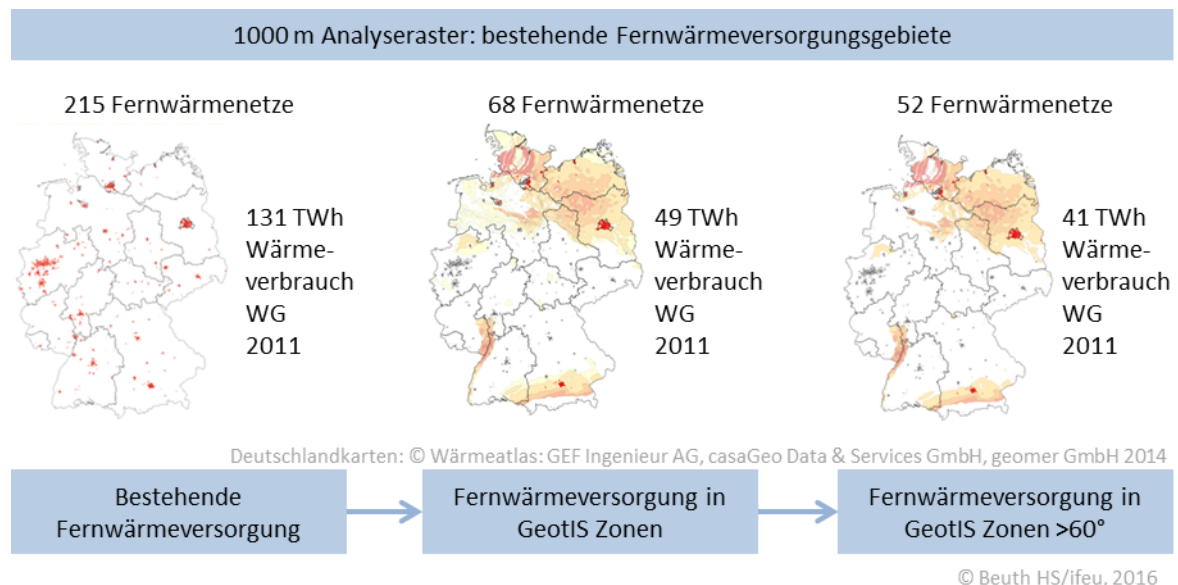 1000 m Analyseraster: bestehende Fernwärmeversorgungsgebiete
215 Fernwärmenetze
131 TWh
Wärme-
verbrauch
WG
2011
68 Fernwärmenetze
49 TWh
Wärme-
verbrauch
WG
2011
52 Fernwärmenetze
41 TWh
Wärme-
verbrauch
WG
2011
Deutschlandkarten: © Wärmeatlas: GEF Ingenieur AG, casaGeo Data & Services GmbH, geomer GmbH 2014
Bestehende
Fernwärmeversorgung
Fernwärmeversorgung in
GeotIS Zonen
Fernwärmeversorgung in
GeotIS Zonen >60°
© Beuth HS/ifeu, 2016